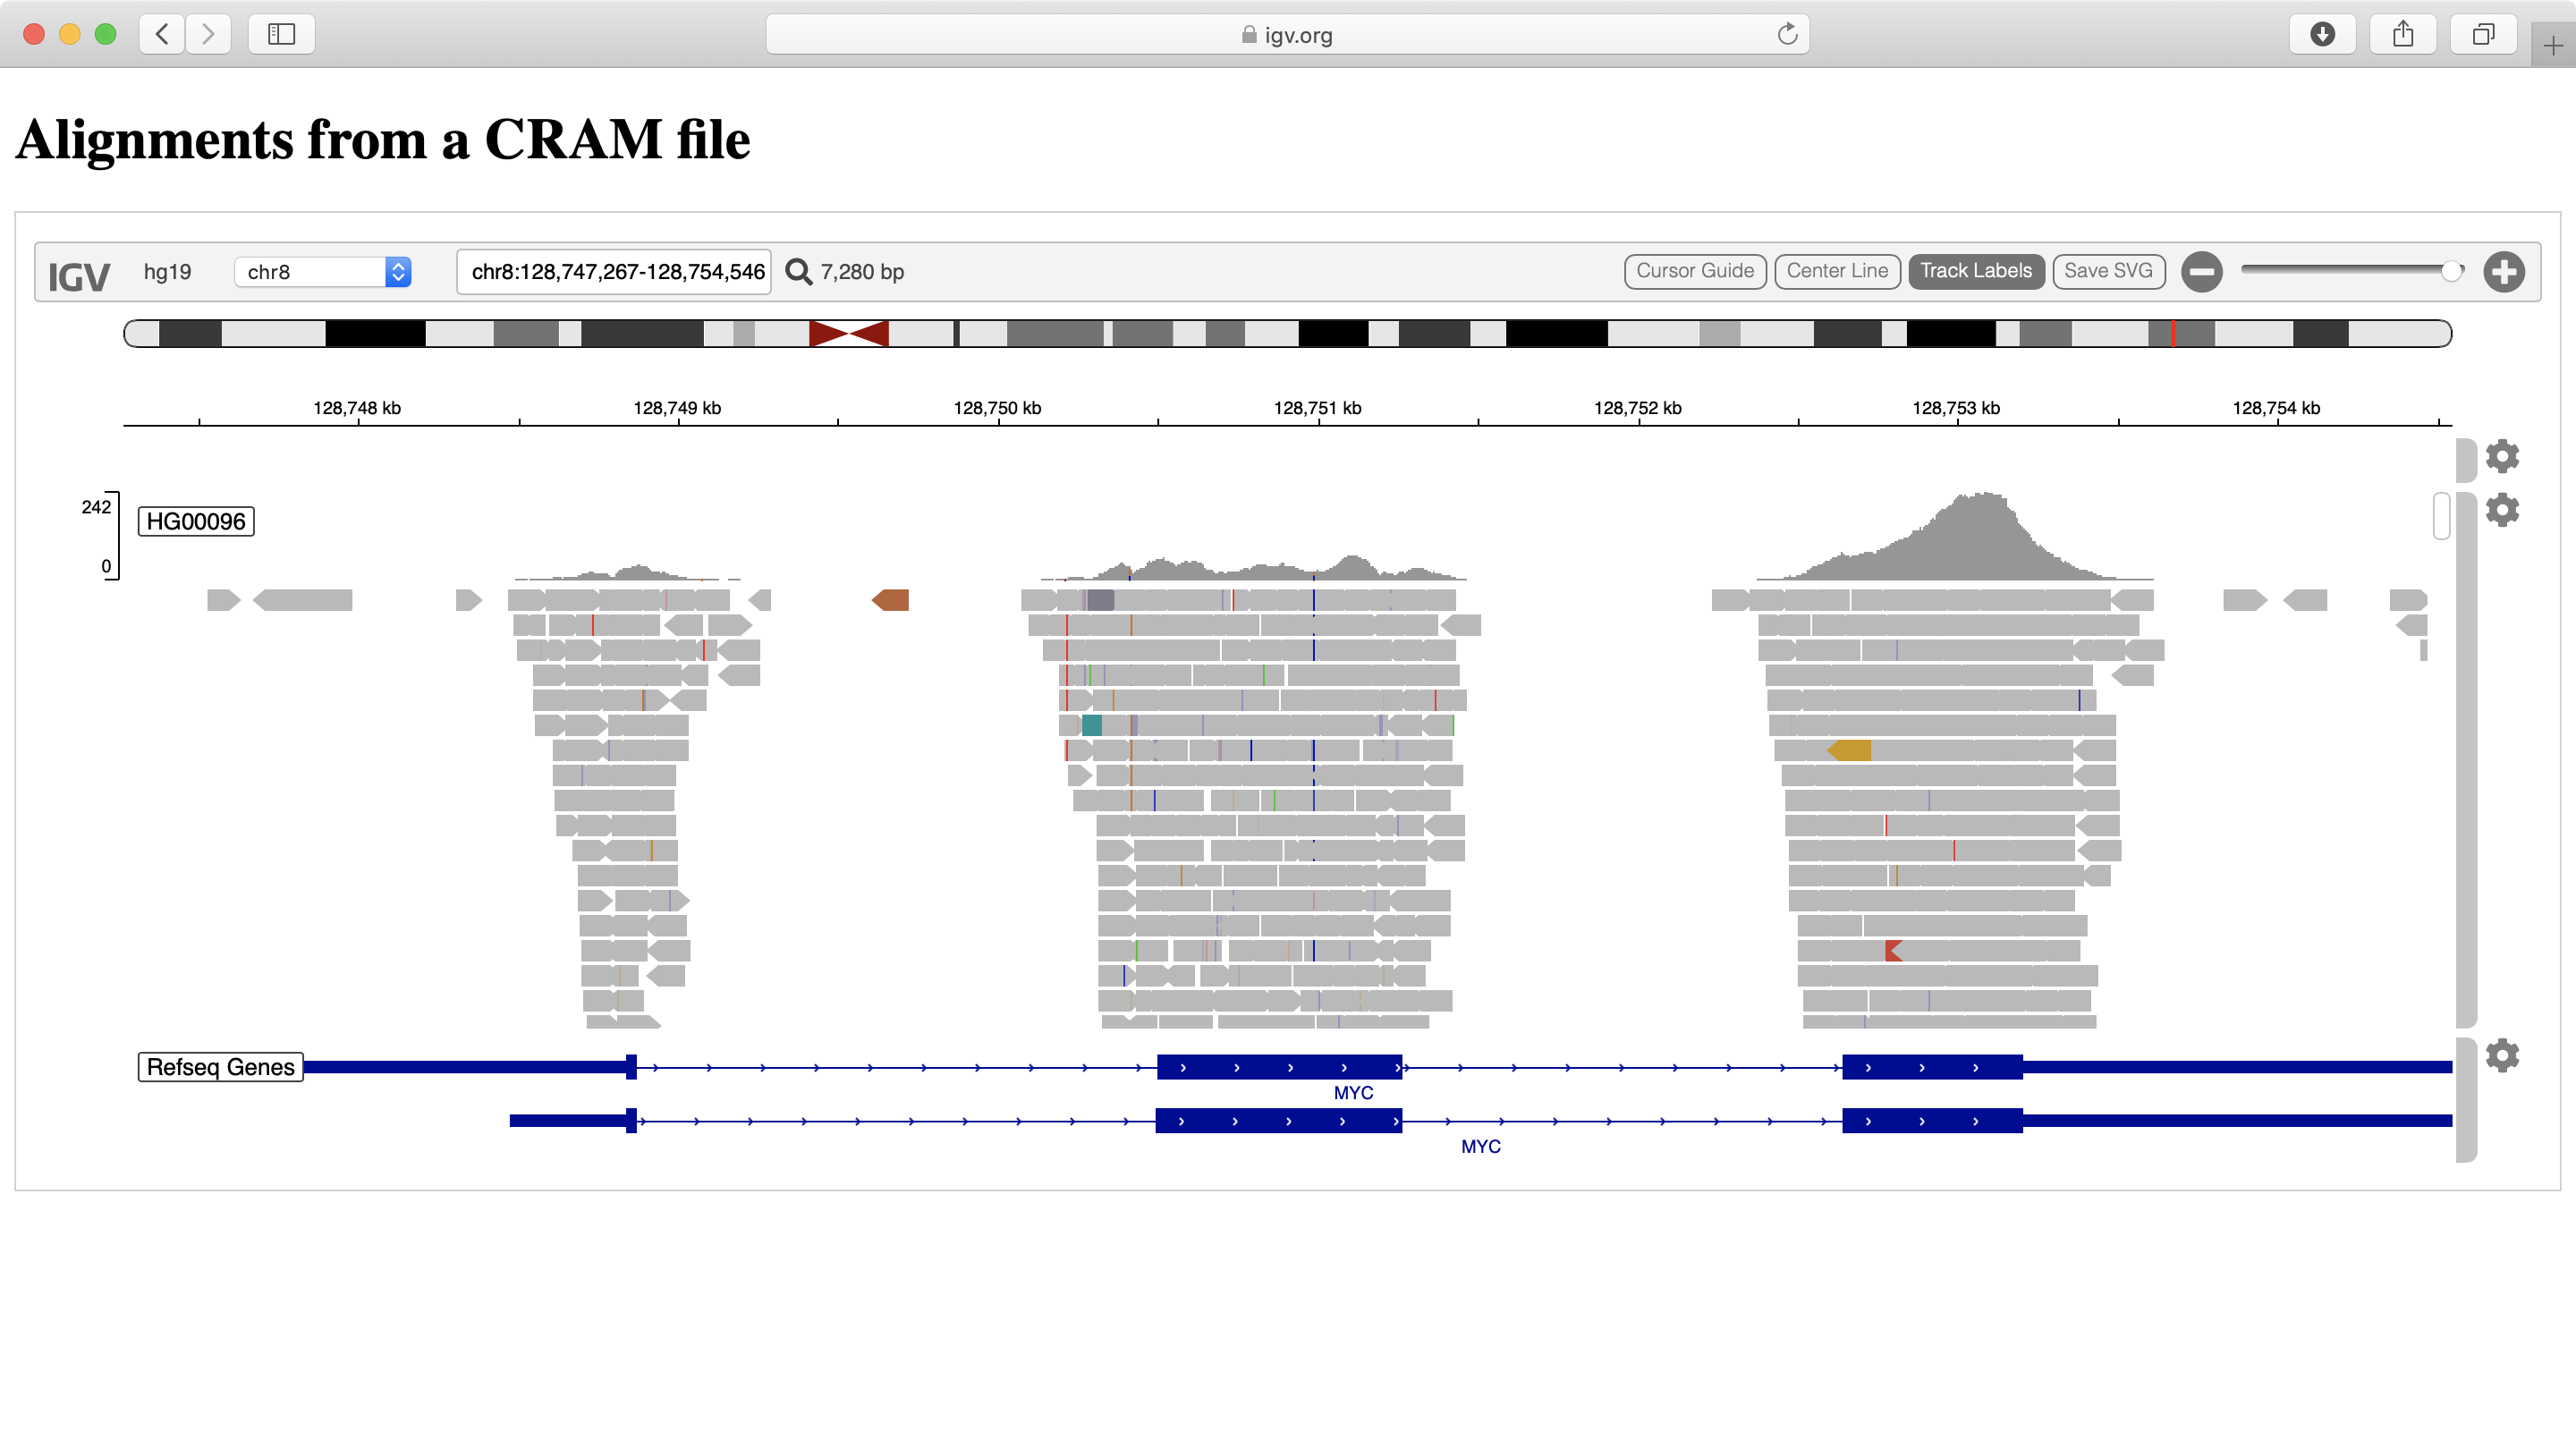 igv.org
Alignments from a CRAM file
IGV hg19 chr8 chr8:128,747,267-128,754,546 7,280 bp Cursor Guide Center Line Track Labels Save SVG
128,748 kb 128,749 kb 128,750 kb 128,751 kb 128,752 kb 128,753 kb 128,754 kb
242
HG00096
0
Refseq Genes
MYC
MYC